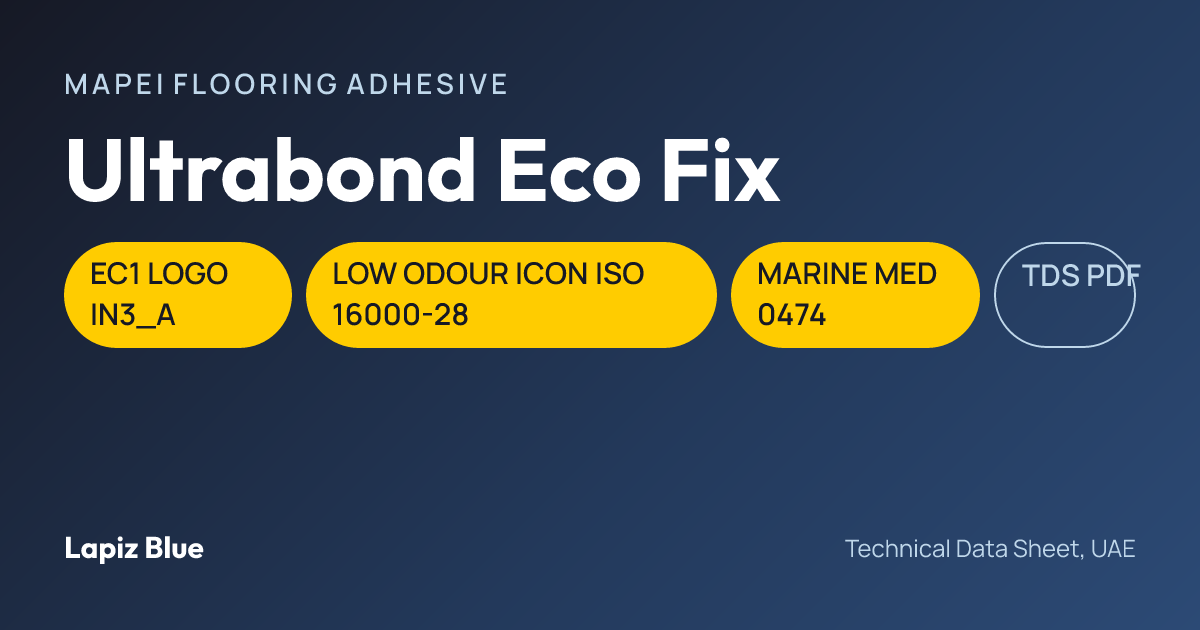 MAPEI FLOORING ADHESIVE
Ultrabond Eco Fix
EC1 LOGO
IN3_A
LOW ODOUR ICON ISO
16000-28
MARINE MED
0474
TDS PDF
Lapiz Blue
Technical Data Sheet, UAE